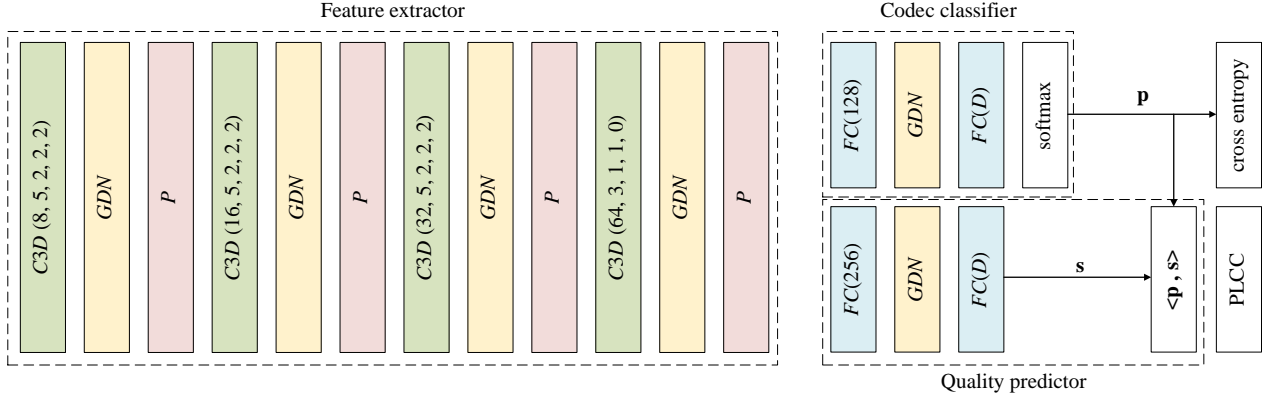 Feature extractor
C3D (8, 5, 2, 2, 2)
GDN
P
C3D (16, 5, 2, 2, 2)
GDN
P
C3D (32, 5, 2, 2, 2)
GDN
P
C3D (64, 3, 1, 1, 0)
GDN
P
Codec classifier
FC(128)
GDN
FC(D)
softmax
p
cross entropy
FC(256)
GDN
FC(D)
s
<p , s>
PLCC
Quality predictor